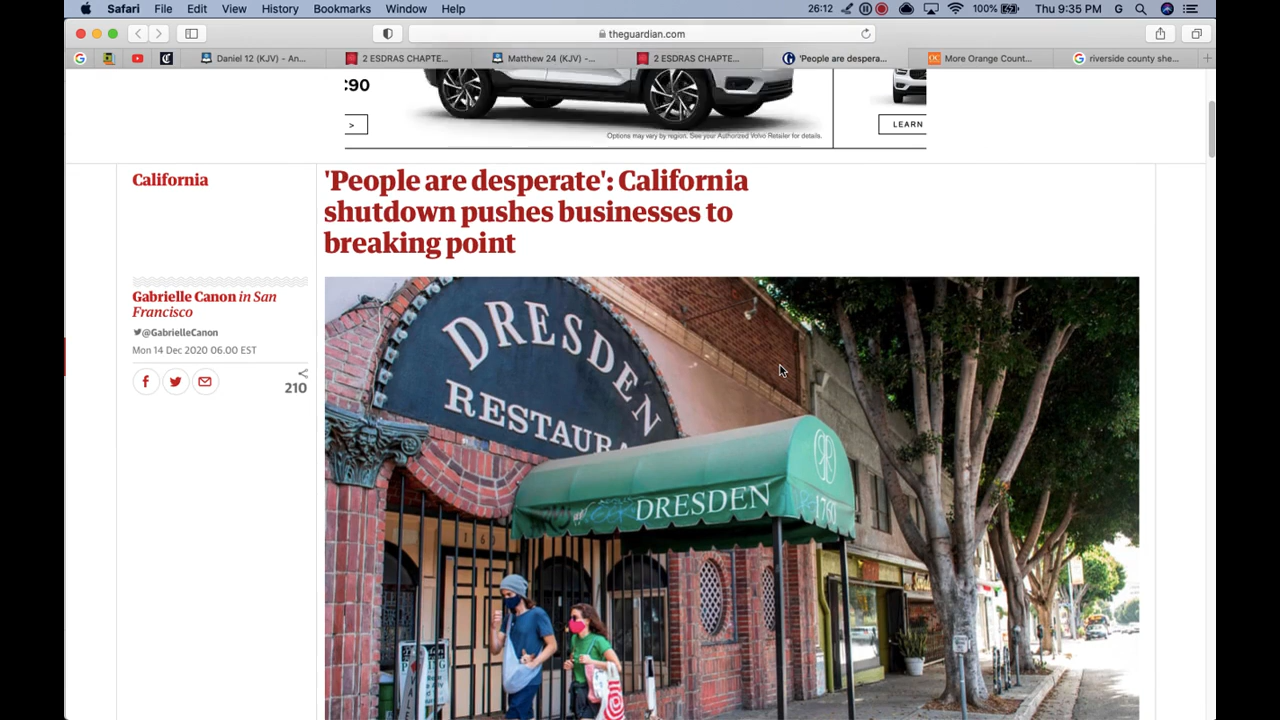 Safari File Edit View History Bookmarks Window Help 26:12 100% Thu 9:35 PM G
theguardian.com
Daniel 12 (KJV) - An... 2 ESDRAS CHAPTE... Matthew 24 (KJV) -... 2 ESDRAS CHAPTE... 'People are despera... More Orange Count... riverside county she...
C90
>
Options may vary by region. See your Authorized Volvo Retailer for details.
LEARN
California
'People are desperate': California
shutdown pushes businesses to
breaking point
Gabrielle Canon in San
Francisco
@GabrielleCanon
Mon 14 Dec 2020 06.00 EST
210
DRESDEN
RESTAURA
DRESDEN 1760
1760